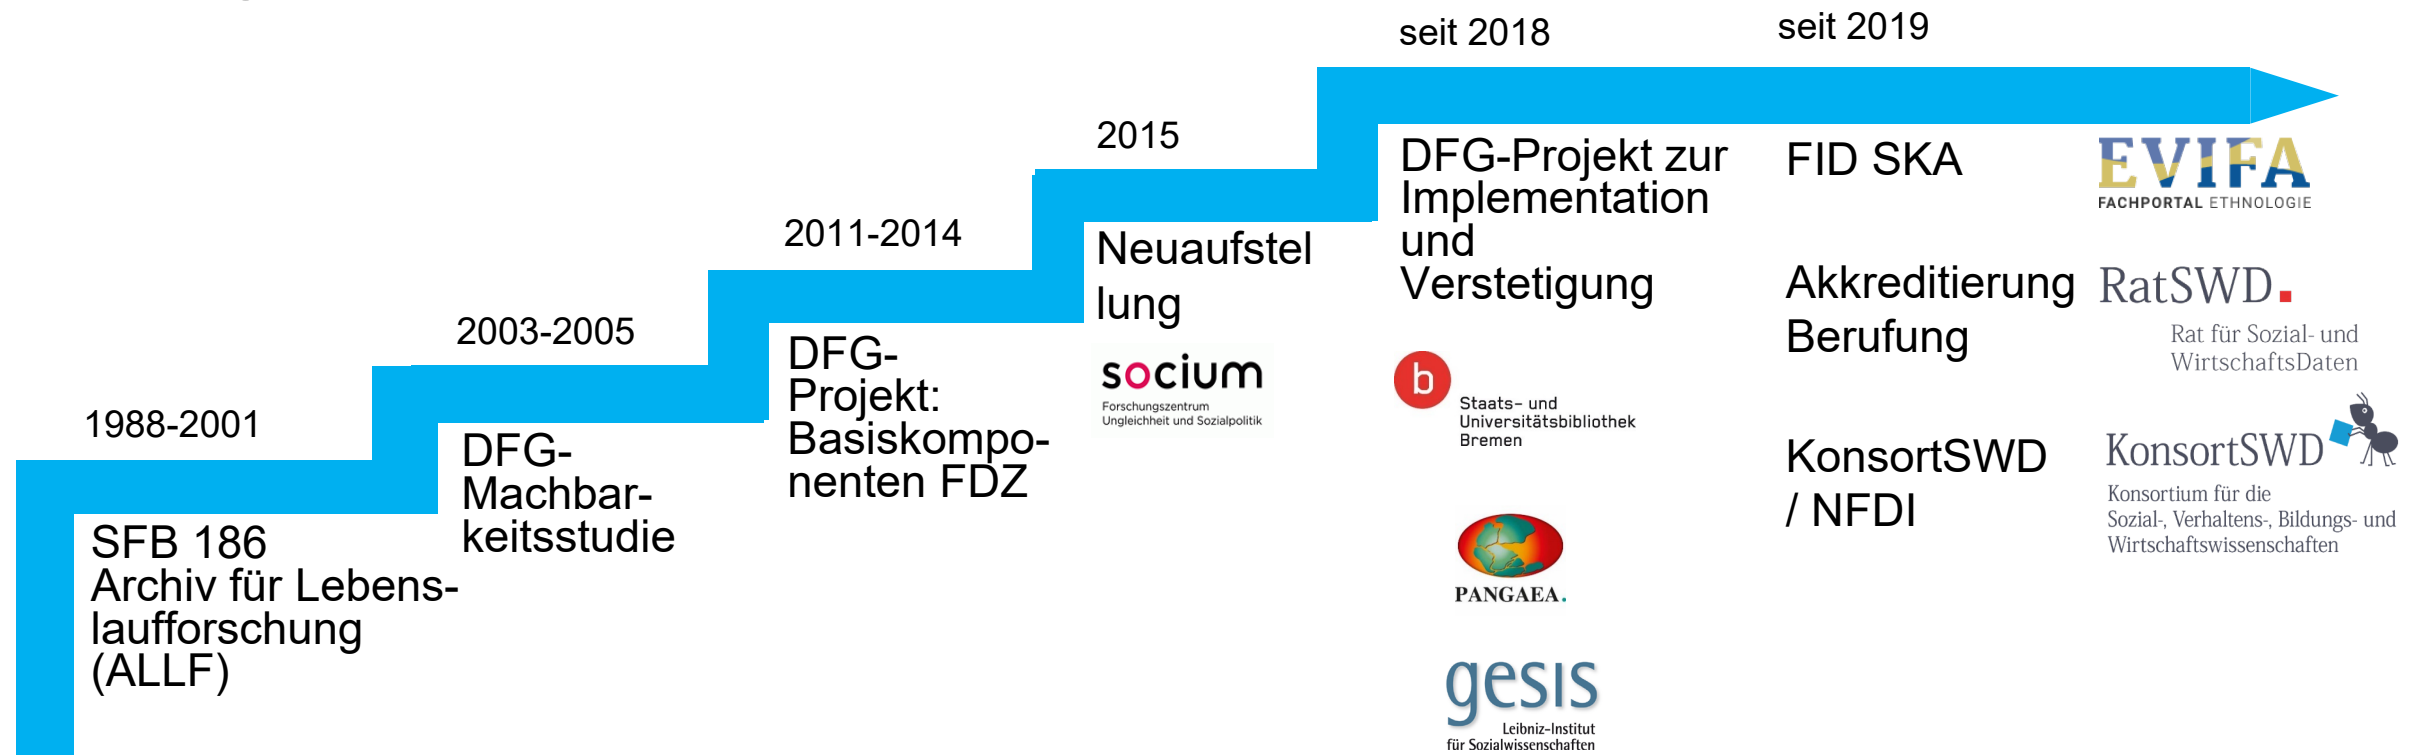 1988-2001
SFB 186
Archiv für Lebens-
laufforschung
(ALLF)
2003-2005
DFG-
Machbar-
keitsstudie
2011-2014
DFG-
Projekt:
Basiskompo-
nenten FDZ
2015
Neuaufstel
lung
socium
Forschungszentrum
Ungleichheit und Sozialpolitik
seit 2018
DFG-Projekt zur
Implementation
und
Verstetigung
b
Staats- und
Universitätsbibliothek
Bremen
PANGAEA.
gesis
Leibniz-Institut
für Sozialwissenschaften
seit 2019
FID SKA
EVIFA
FACHPORTAL ETHNOLOGIE
Akkreditierung
Berufung
RatSWD
Rat für Sozial- und
WirtschaftsDaten
KonsortSWD
/ NFDI
KonsortSWD
Konsortium für die
Sozial-, Verhaltens-, Bildungs- und
Wirtschaftswissenschaften